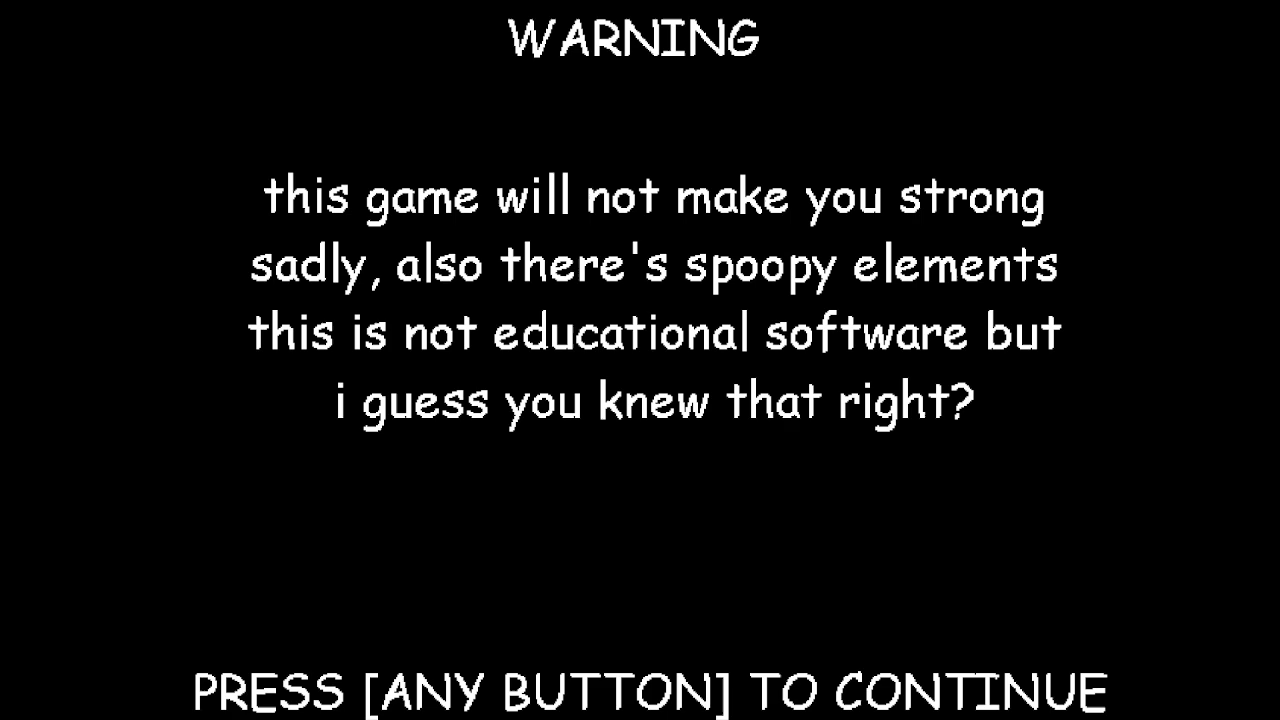 WARNING
this game will not make you strong
sadly, also there's spoopy elements
this is not educational software but
i guess you knew that right?
PRESS [ANY BUTTON] TO CONTINUE